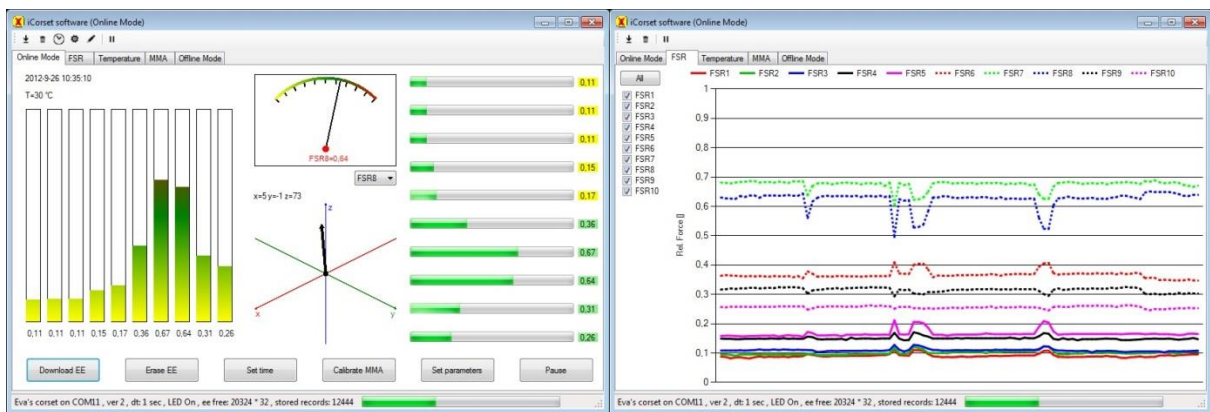 iCorset software (Online Mode)
Online Mode FSR Temperature MMA Offline Mode
2012-9-26 10:35:10
T=30 °C
FSR8=0,64
FSR8
x=5 y=-1 z=73
z
x
y
0,11 0,11 0,11 0,15 0,17 0,36 0,67 0,64 0,31 0,26
0,11
0,11
0,11
0,15
0,17
0,36
0,67
0,64
0,31
0,26
Download EE Erase EE Set time Calibrate MMA Set parameters Pause
Eva's corset on COM11 , ver 2 , dt: 1 sec , LED On , ee free: 20324 * 32 , stored records: 12444
iCorset software (Online Mode)
Online Mode FSR Temperature MMA Offline Mode
All
FSR1
FSR2
FSR3
FSR4
FSR5
FSR6
FSR7
FSR8
FSR9
FSR10
FSR1 FSR2 FSR3 FSR4 FSR5 FSR6 FSR7 FSR8 FSR9 FSR10
Rel. Force []
1
0,9
0,8
0,7
0,6
0,5
0,4
0,3
0,2
0,1
0
Eva's corset on COM11 , ver 2 , dt: 1 sec , LED On , ee free: 20324 * 32 , stored records: 12444